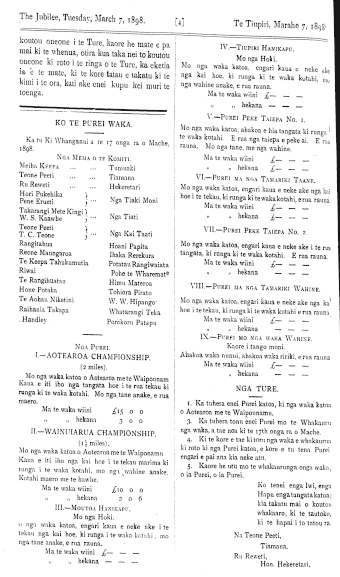 The Jubilee, Tuesday, March 7, 1898.
[4]
Te Tiupiri, Marahe 7, 1898
koutou oneone i te Ture, kaore he mate e pa
mai ki te whenua, otira kua taka nei to koutou
oneone ki roto i te ringa o te Ture, ka eketia
ia e te mate, ki te kore tatau e takatu ki te
kimi i te ora, kati ake enei kupu kei muri te
toenga.
KO TE PUREI WAKA.
Ka tu Ki Whanganui a te 17 onga ra o Mache,
1898.
NGA MEMA O TE KOMITI.
Meiha Keepa ... ... Tumuaki
Teone Peeti ... ... Tiamana
Ru Reweti ... ... Hekeretari
Hori Pukehika }
Pene Erueti } ... Nga Tiaki Moni
Takarangi Mete Kingi }
W. S. Kaawhe } ... Nga Tiati
Teone Peeti }
T. C. Teone } ... Nga Kai Taati
Rangitahua Hoani Papita
Reone Maungaroa Ihaka Rerekura
Te Keepa Tahukumutia Potatau Rangiwaiata
Riwai Pohe te Wharemat
Te Rangihuatau Himu Materoa
Hone Potaka Tohiora Pirato
Te Aohau Niketini W. W. Hipango
Raihania Takapa Whatarangi Teka
Handley Porokoru Patapu
NGA PUREI.
I.—AOTEAROA CHAMPIONSHIP.
(2 miles).
Mo nga waka katoa o Aotearoa me te Waiponam
Kaua e iti iho nga tangata hoe i te rua tekau ki
runga ki te waka kotahi. Mo nga tane anake, e rua
maero.
Ma te waka wiini £15 0 0
„ „ hekana 3 0 0
II.—WAINUIARUA CHAMPIONSHIP.
(1½ miles).
Mo nga waka katoa o Aotearoa me te Waiponamu
Kaua e iti iho nga kai hoe i te tekau marima ki
runga i te waka kotahi. mo nga wahine anake.
Kotahi maero me te hawhe.
Ma te waka wiini £10 0 0
„ „ hekana 2 0 6
III.—MOUTOA HANIKAPU.
Mo nga Hoki.
o nga waka katoa, engari kaua e neke ake i te
tekau nga kai hoe, ki runga i te waka kotahi, mo
nga tane anake, e rua rauna.
Ma te waka wiini £— — —
„ „ hekana — — —
IV.—TIUPIRI HANIKAPU.
Mo nga Hoki.
Mo nga waka katoa, engari kaua e neke ake
nga kai hoe, ki runga ki te waka kotahi, mo
nga wahine anake, e rua rauna.
Ma te waka wiini £— — —
„ „ hekana — — —
V.—PUREI PEKE TAIEPA NO. 1.
Mo nga waka katoa, ahakoa e hia tangata ki runga i
te waka kotahi. E rua nga taiepa e peke ai. E rua
rauna. Mo nga tane, me nga wahine.
Ma te waka wiini £— — —
„ „ hekana — — —
VI.—PUREI MA NGA TAMARIKI TAANE.
Mo nga waka katoa, engari kaua e neke ake nga kai
hoe i te tekau, ki runga ki te waka kotahi, e rua rauna.
Ma te waka wiini £— — —
„ „ hekana — — —
VII.—PUREI PEKE TAIEPA NO. 2.
Mo nga waka katoa, engari kaua e neke ake i te rua
tangata, ki runga ki te waka kotahi. E rua rauna.
Ma te waka wiini £— — —
„ „ hekana — — —
VIII.—PUREI MA NGA TAMARIKI WAHINE.
Mo nga waka katoa, engari kaua e neke ake nga kai
hoe i te tekau, ki runga ki te waka kotahi, e rua rauna.
Ma te waka wiini £— — —
„ „ hekana — — —
IX.—PUREI MO NGA WAKA WAHINE.
Kaore i tango moni.
Ahakoa waka nunui, ahakoa waka ririki, e rua rauna
Ma te waka wiini £— — —
„ „ hekana — — —
NGA TURE.
1. Ka tuhera enei Purei katoa, ki nga waka katoa
o Aotearoa me te Waiponamu.
3. Ka tuhera tonu enei Purei mo te Whakauru
nga waka, a tae noa ki te 17th onga ra o Mache.
4. Ki te kore e tae ki toru nga waka e whakaurua
ki roto ki nga Purei katoa, e kore e tu tena Purei
engari e pai ana kia neke atu.
5. Kaore he utu mo te whakaurunga onga waka,
o ia Purei, o ia Purei.
Ko tenei enga Iwi, enga
Hapu enga tangata katoa;
kia takatu mai o koutou
whakaaro, ki te tautoko,
ki te hapai i to tatou ra.
Na Teone Peeti,
Tiamana.
Ru Reweti,
Hon. Hekeretari.